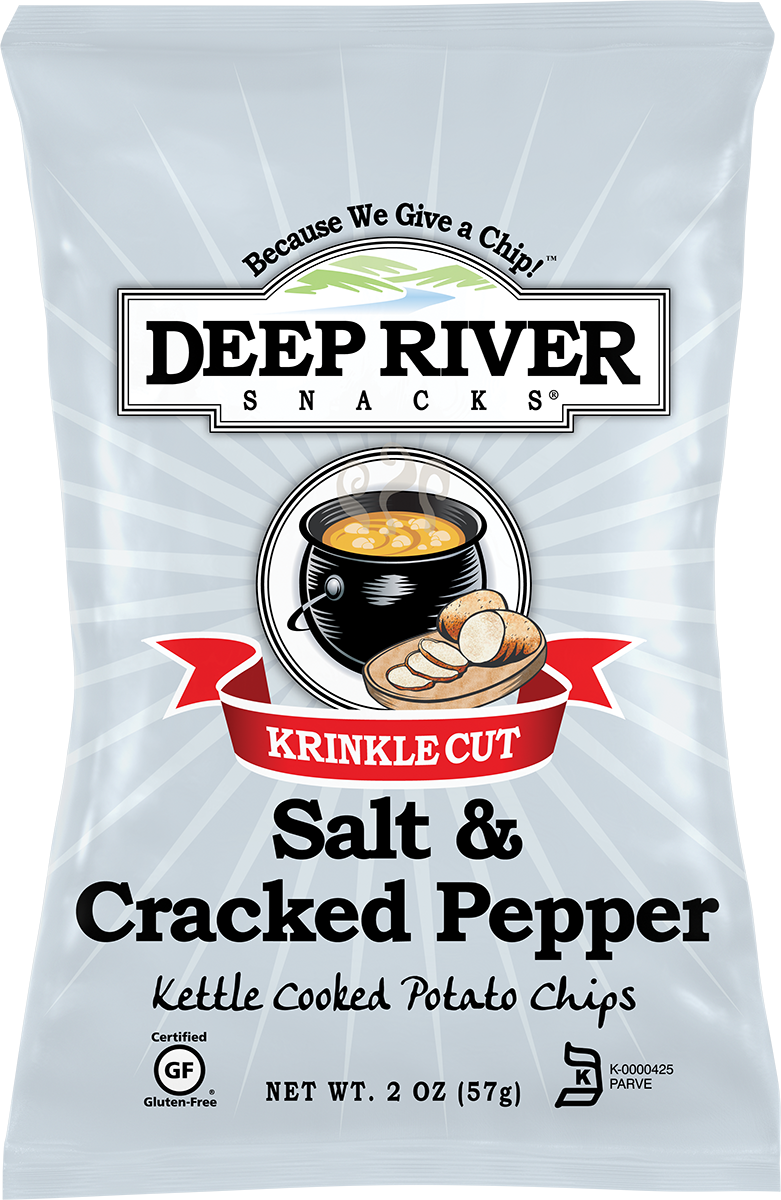 Because We Give a Chip!™
DEEP RIVER
SNACKS®
KRINKLE CUT
Salt &
Cracked Pepper
Kettle Cooked Potato Chips
Certified
GF®
Gluten-Free
NET WT. 2 OZ (57g)
K
K-0000425
PARVE